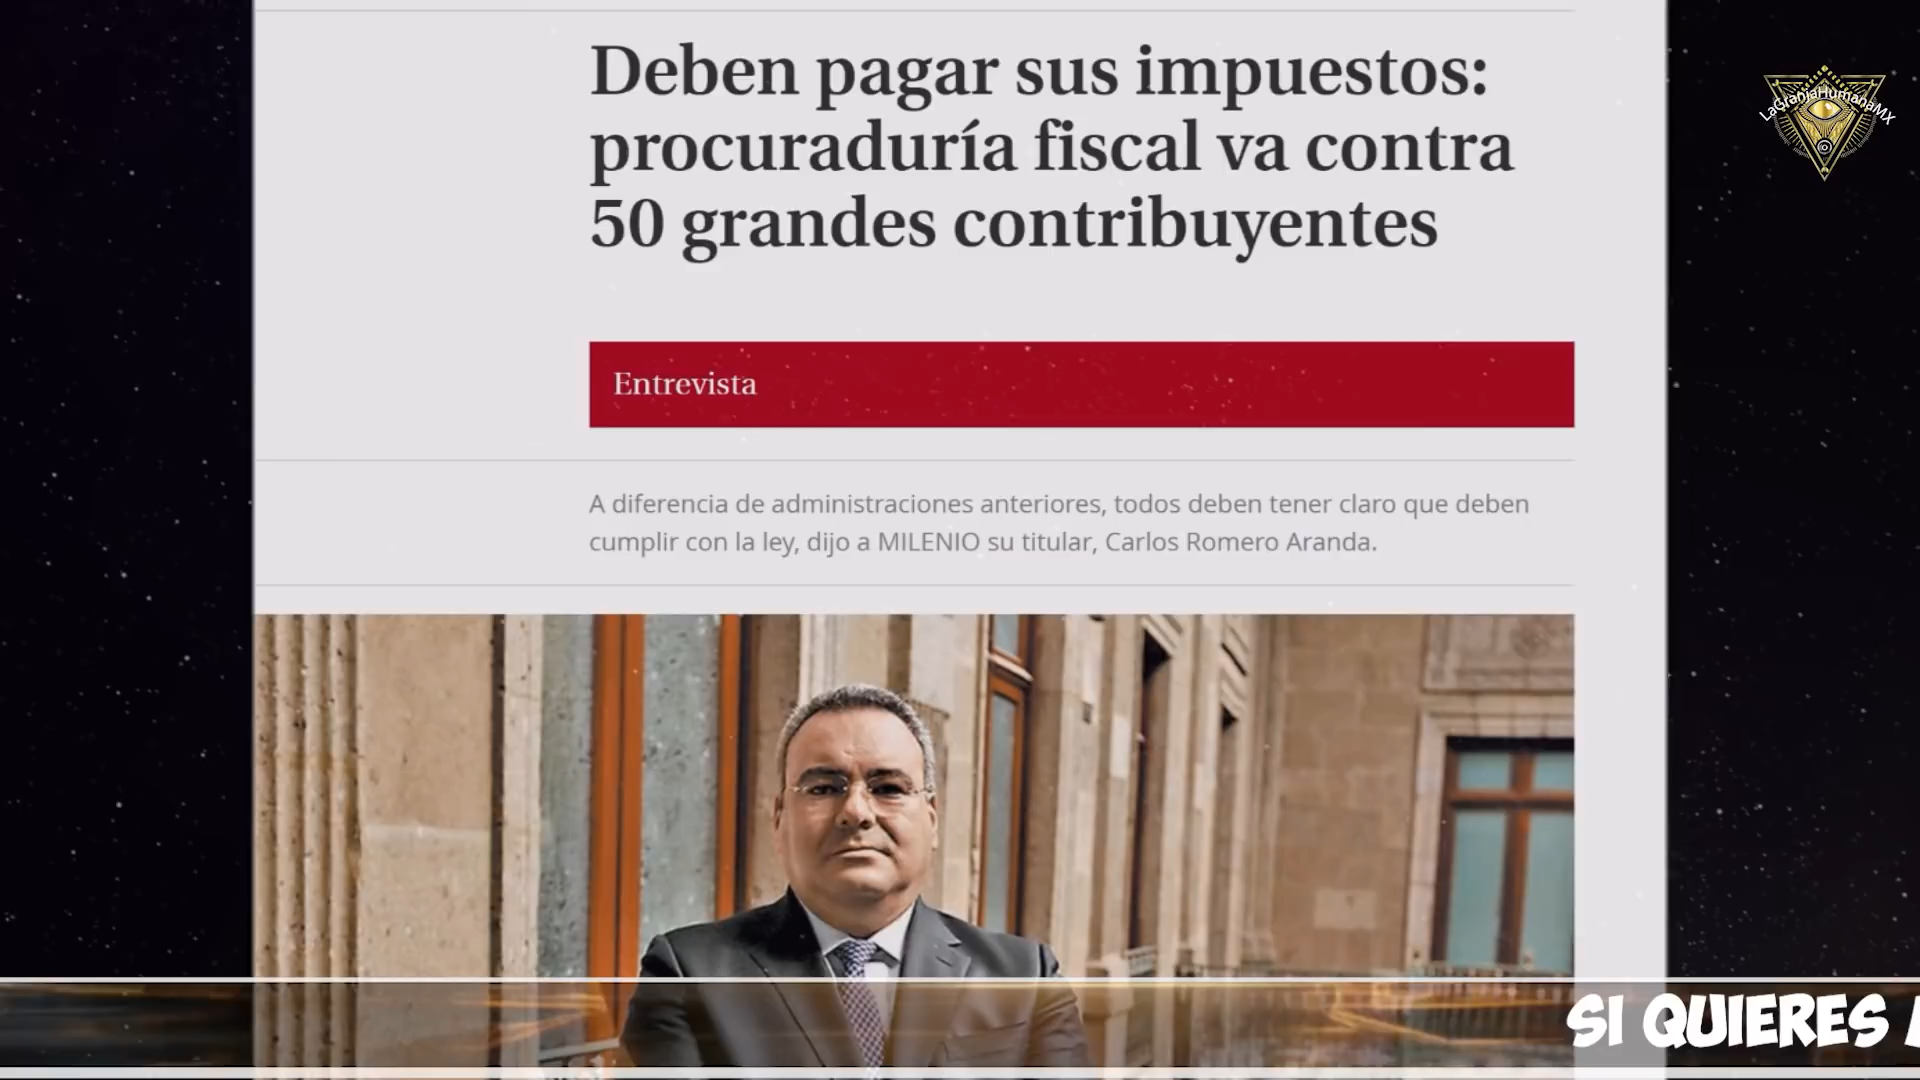 Deben pagar sus impuestos:
procuraduría fiscal va contra
50 grandes contribuyentes
LaGranjaHumanaMX
Entrevista
A diferencia de administraciones anteriores, todos deben tener claro que deben
cumplir con la ley, dijo a MILENIO su titular, Carlos Romero Aranda.
SI QUIERES